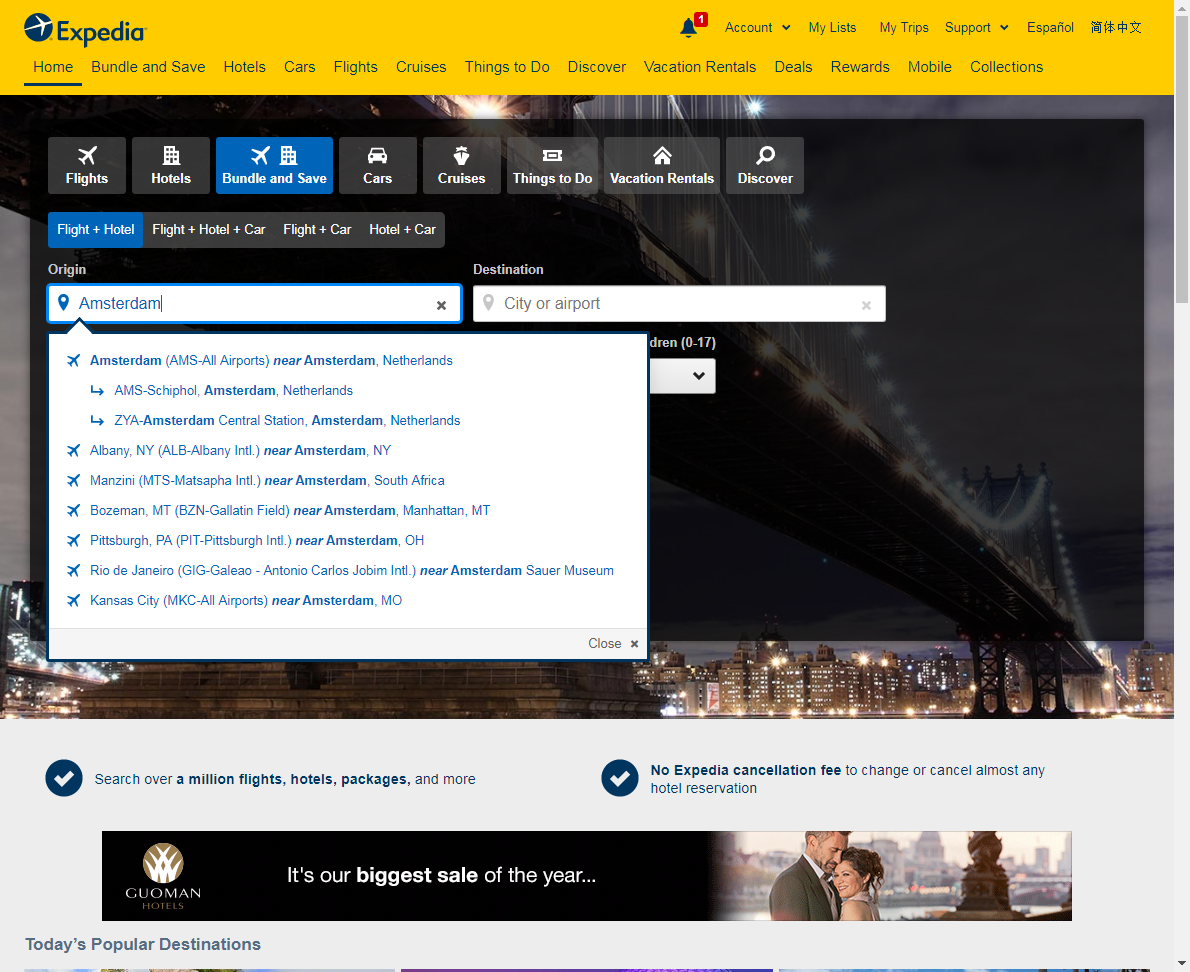 Expedia
1
Account
My Lists
My Trips
Support
Español
简体中文
Home
Bundle and Save
Hotels
Cars
Flights
Cruises
Things to Do
Discover
Vacation Rentals
Deals
Rewards
Mobile
Collections
Flights
Hotels
Bundle and Save
Cars
Cruises
Things to Do
Vacation Rentals
Discover
Flight + Hotel
Flight + Hotel + Car
Flight + Car
Hotel + Car
Origin
Destination
Amsterdam
City or airport
dren (0-17)
Amsterdam (AMS-All Airports) near Amsterdam, Netherlands
AMS-Schiphol, Amsterdam, Netherlands
ZYA-Amsterdam Central Station, Amsterdam, Netherlands
Albany, NY (ALB-Albany Intl.) near Amsterdam, NY
Manzini (MTS-Matsapha Intl.) near Amsterdam, South Africa
Bozeman, MT (BZN-Gallatin Field) near Amsterdam, Manhattan, MT
Pittsburgh, PA (PIT-Pittsburgh Intl.) near Amsterdam, OH
Rio de Janeiro (GIG-Galeao - Antonio Carlos Jobim Intl.) near Amsterdam Sauer Museum
Kansas City (MKC-All Airports) near Amsterdam, MO
Close
Search over a million flights, hotels, packages, and more
No Expedia cancellation fee to change or cancel almost any
hotel reservation
GUOMAN
HOTELS
It's our biggest sale of the year...
Today’s Popular Destinations